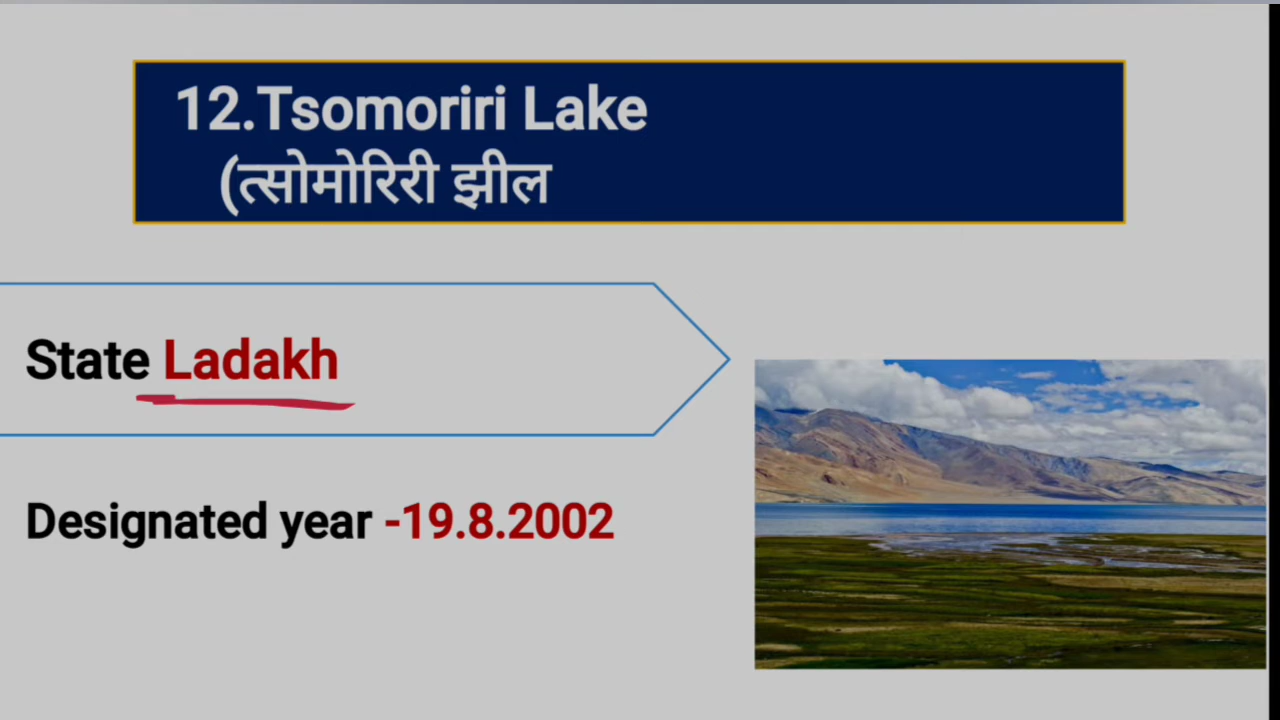 12.Tsomoriri Lake
(त्सोमोरिरी झील
State Ladakh
Designated year -19.8.2002